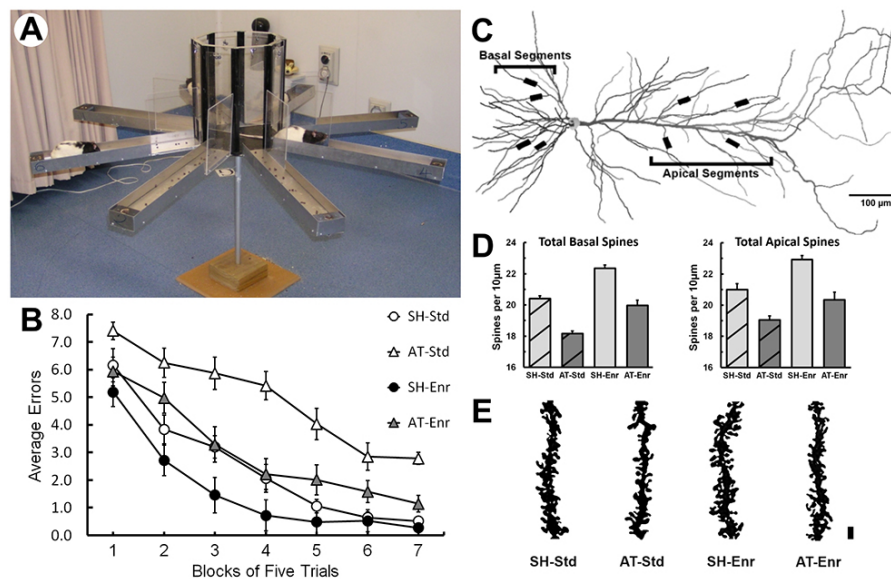 A
B
8.0
7.0
6.0
5.0
4.0
3.0
2.0
1.0
0.0
Average Errors
1 2 3 4 5 6 7
Blocks of Five Trials
SH-Std
AT-Std
SH-Enr
AT-Enr
C
Basal Segments
Apical Segments
100 µm
D
Total Basal Spines
Spines per 10µm
24
22
20
18
16
SH-Std AT-Std SH-Enr AT-Enr
Total Apical Spines
Spines per 10µm
24
22
20
18
16
SH-Std AT-Std SH-Enr AT-Enr
E
SH-Std AT-Std SH-Enr AT-Enr